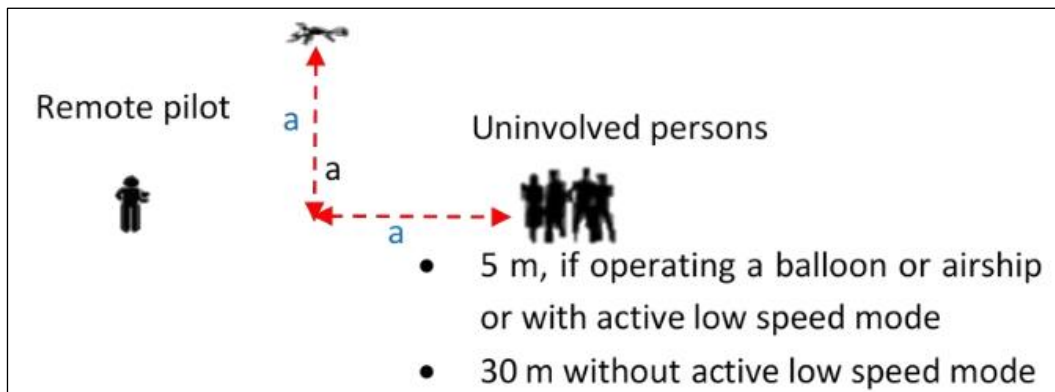 Remote pilot
a
Uninvolved persons
a
a
• 5 m, if operating a balloon or airship
or with active low speed mode
• 30 m without active low speed mode